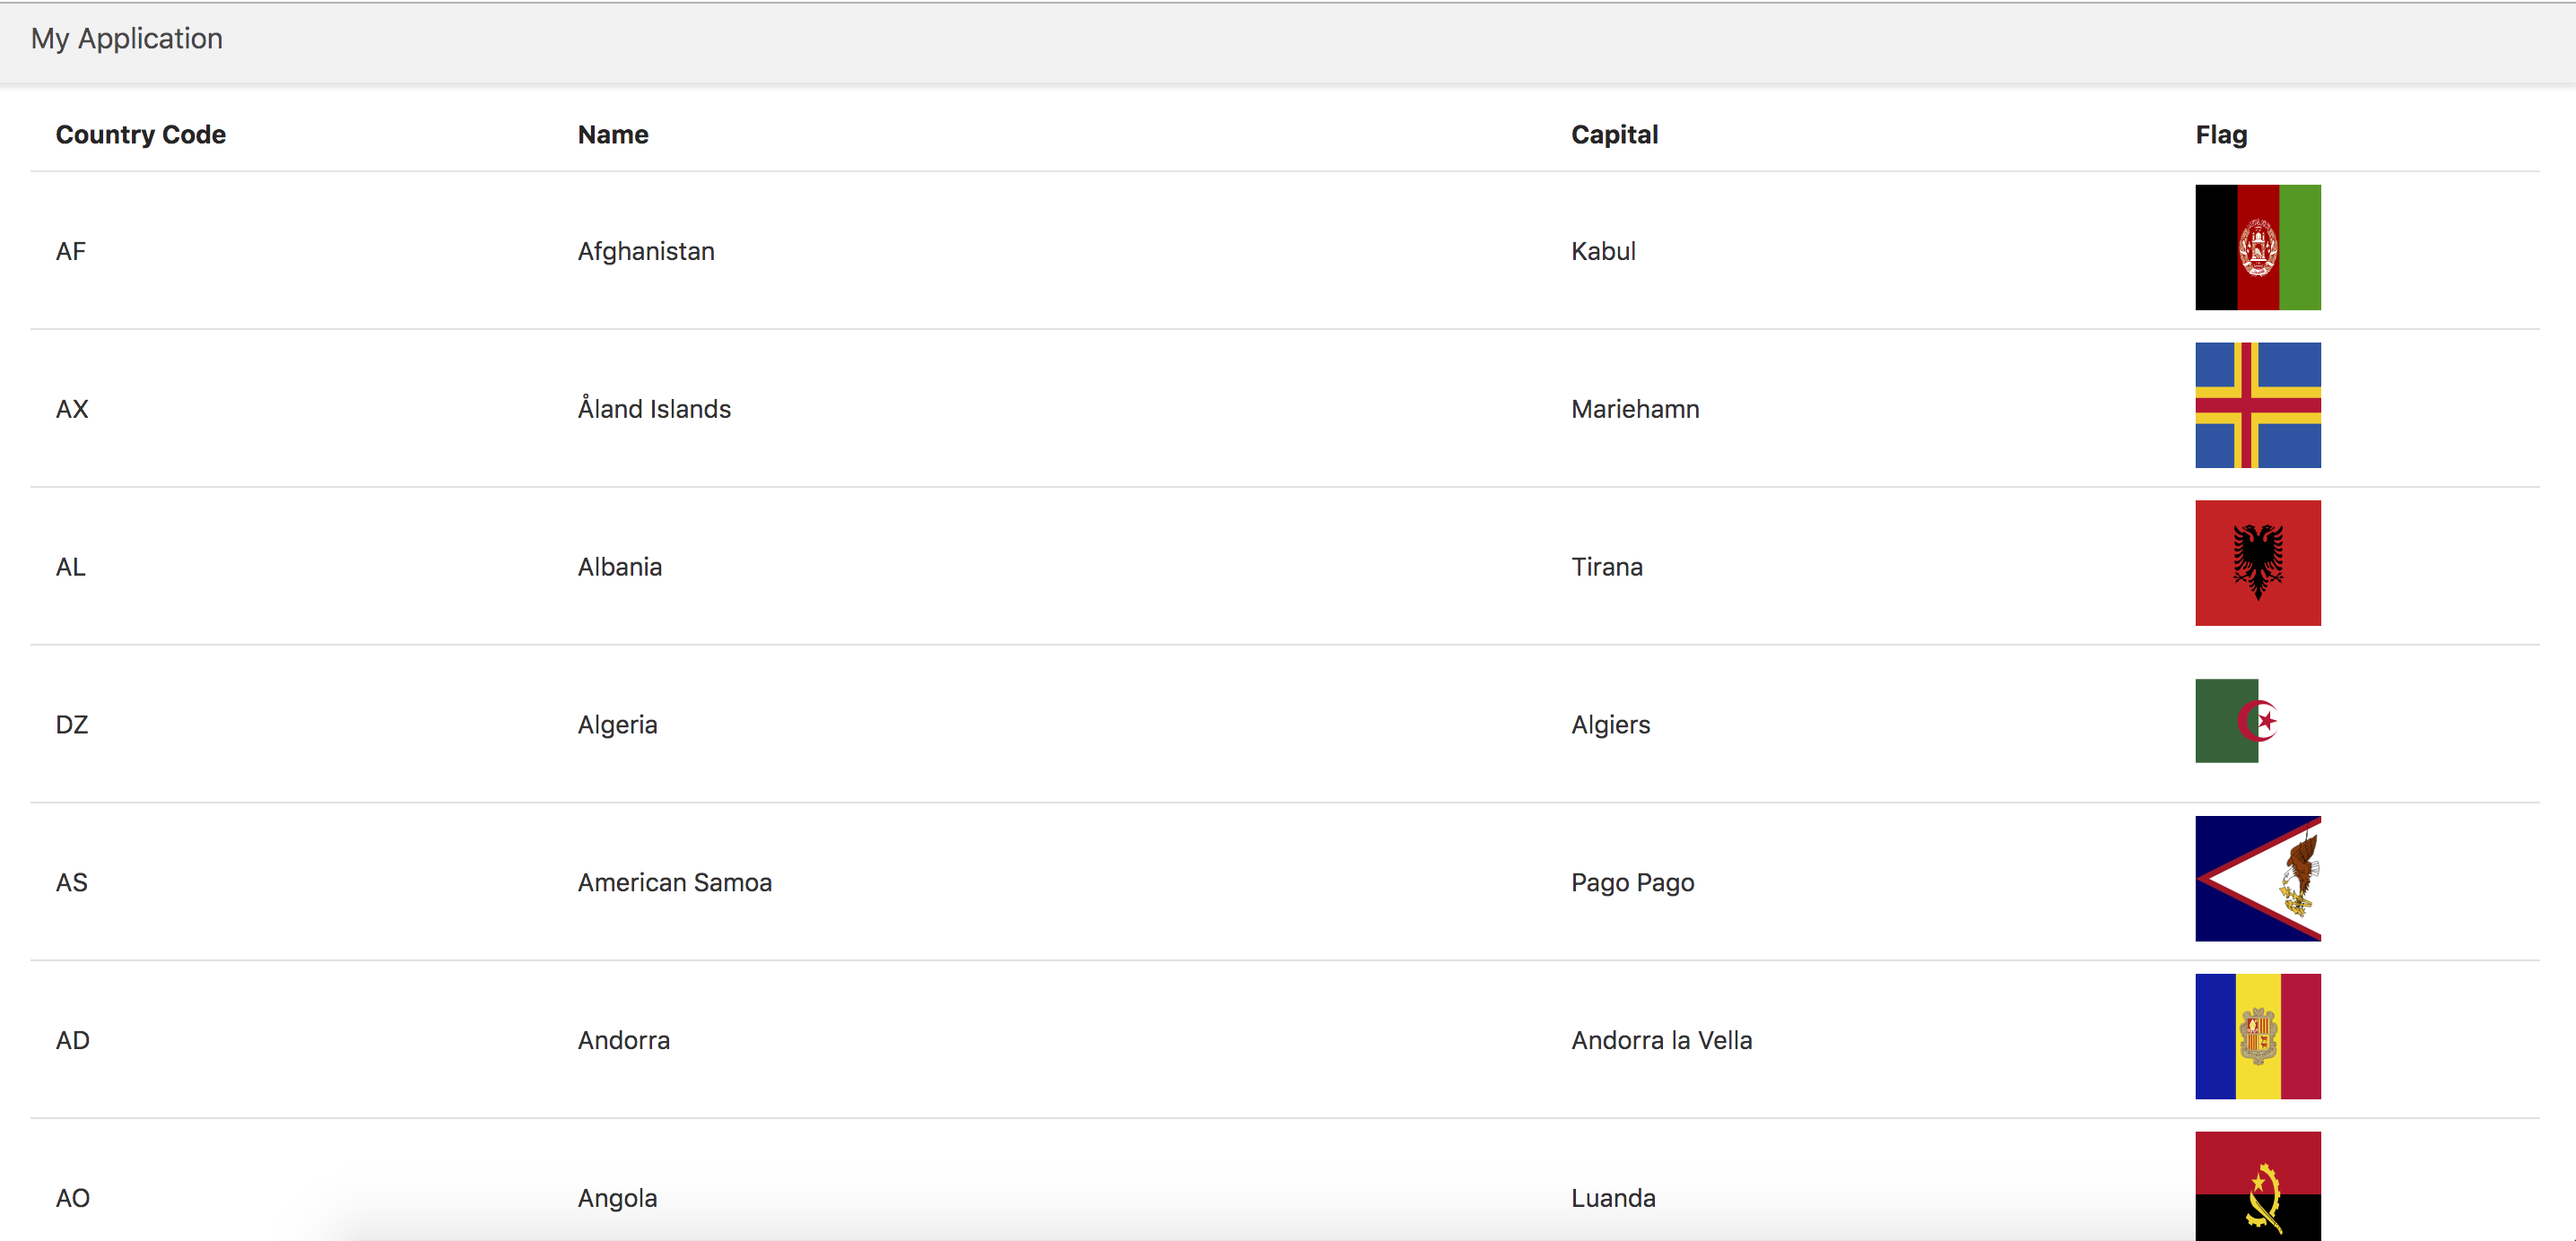 My Application
Country Code Name Capital Flag
AF Afghanistan Kabul
AX Åland Islands Mariehamn
AL Albania Tirana
DZ Algeria Algiers
AS American Samoa Pago Pago
AD Andorra Andorra la Vella
AO Angola Luanda